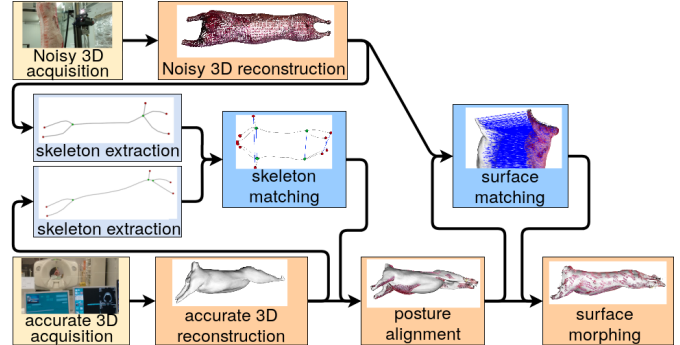 Noisy 3D
acquisition
Noisy 3D reconstruction
skeleton extraction
skeleton
matching
surface
matching
skeleton extraction
accurate 3D
acquisition
accurate 3D
reconstruction
posture
alignment
surface
morphing